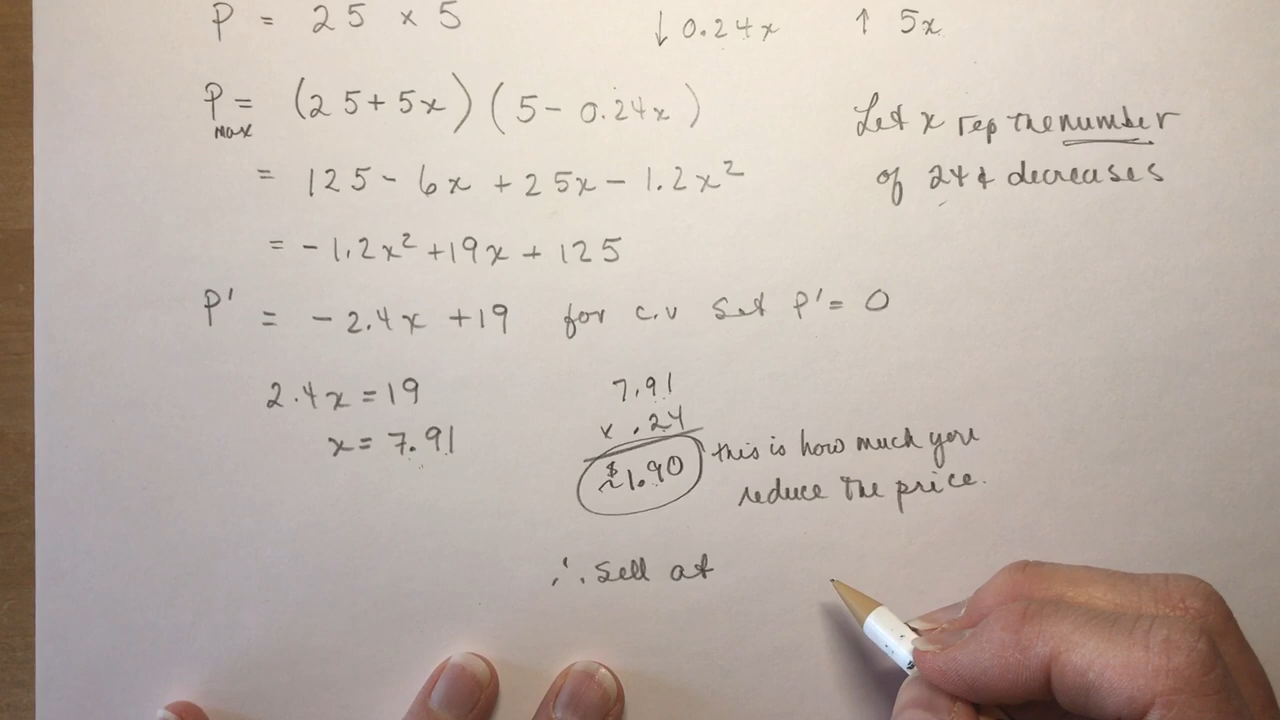 P = 25 x 5
↓ 0.24x ↑ 5x
P max = (25+5x)(5-0.24x)
Let x rep the number
of 24¢ decreases
= 125 - 6x + 25x - 1.2x²
= -1.2x² + 19x + 125
P' = -2.4x + 19 for c.v set P' = 0
2.4x = 19
x = 7.91
7.91
x .24
~$1.90
this is how much you
reduce the price.
∴ sell at